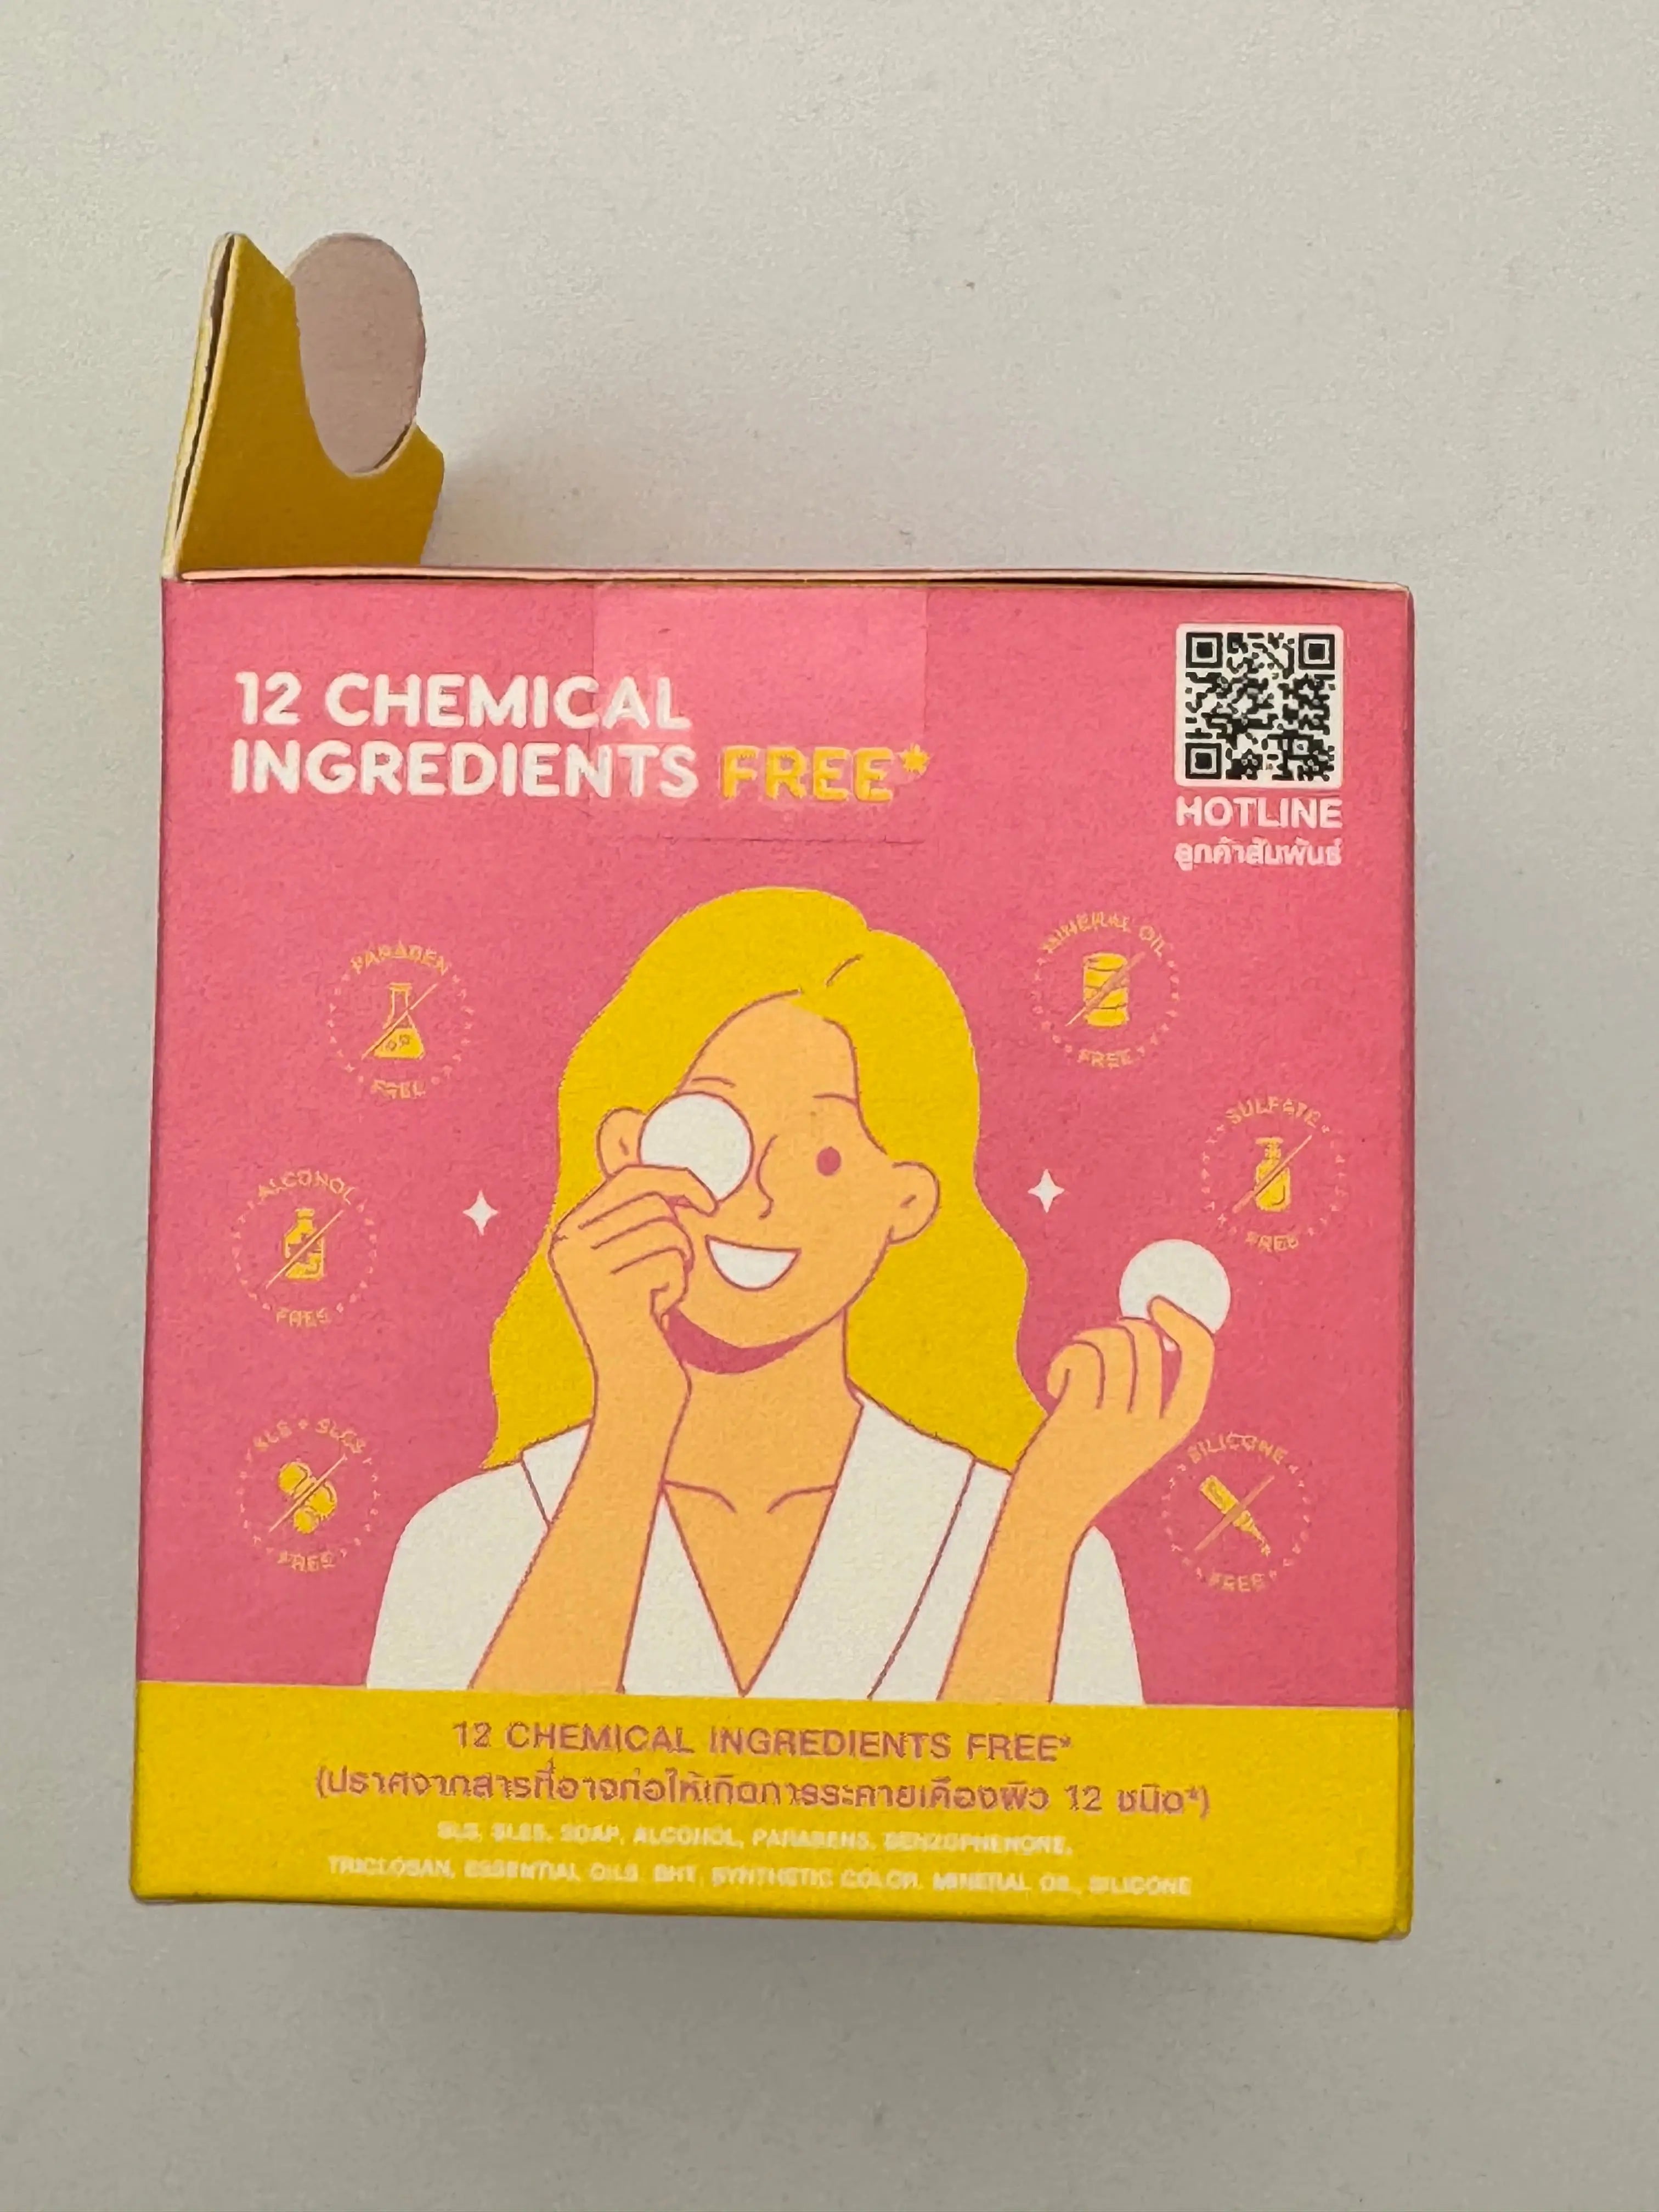 12 CHEMICAL
INGREDIENTS FREE*
HOTLINE
ลูกค้าสัมพันธ์
PARABEN
FREE
MINERAL OIL
FREE
ALCOHOL
FREE
SULFATE
FREE
SLS + SLES
FREE
SILICONE
FREE
12 CHEMICAL INGREDIENTS FREE*
(ปราศจากสารที่อาจก่อให้เกิดการระคายเคืองผิว 12 ชนิด*)
SLS, SLES, SOAP, ALCOHOL, PARABENS, BENZOPHENONE,
TRICLOSAN, ESSENTIAL OILS, BHT, SYNTHETIC COLOR, MINERAL OIL, SILICONE